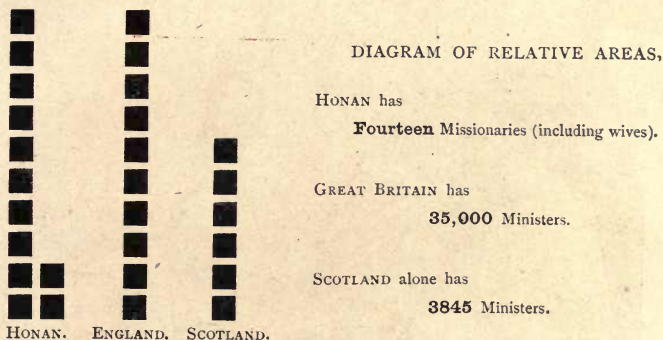 DIAGRAM OF RELATIVE AREAS,
HONAN has
Fourteen Missionaries (including wives).
GREAT BRITAIN has
35,000 Ministers.
SCOTLAND alone has
3845 Ministers.
HONAN. ENGLAND. SCOTLAND.